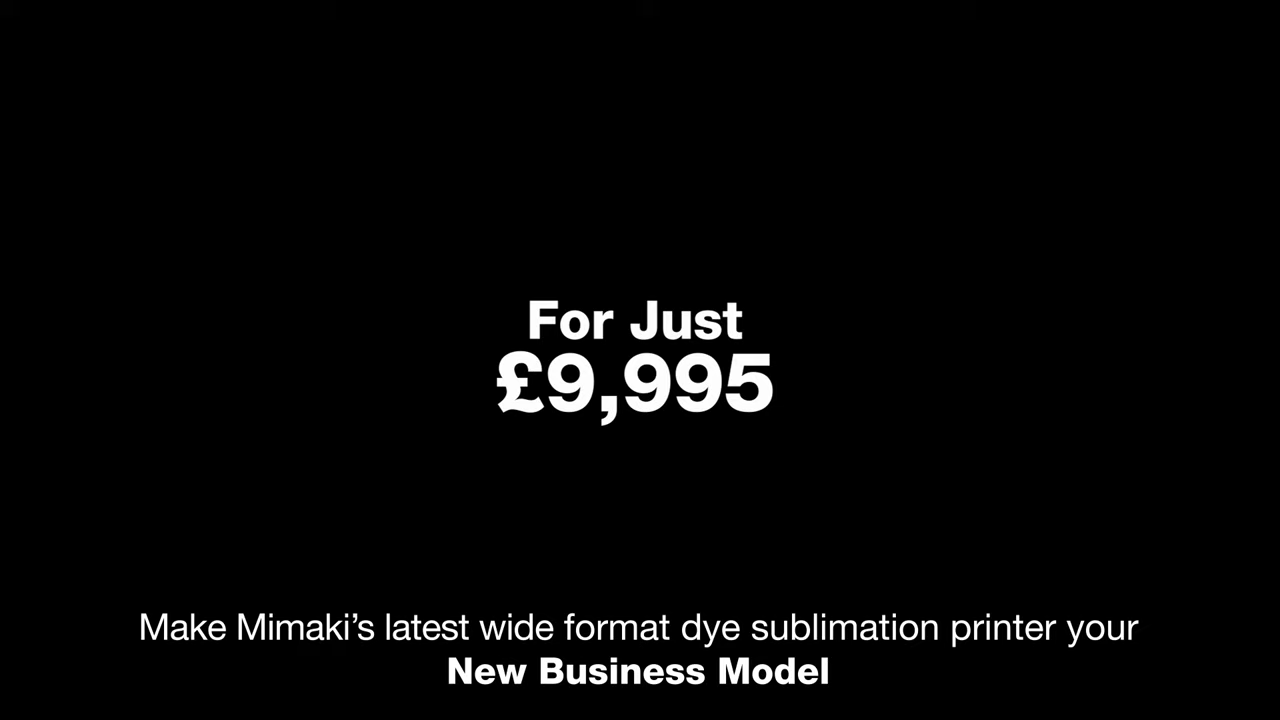 For Just
£9,995
Make Mimaki’s latest wide format dye sublimation printer your
New Business Model